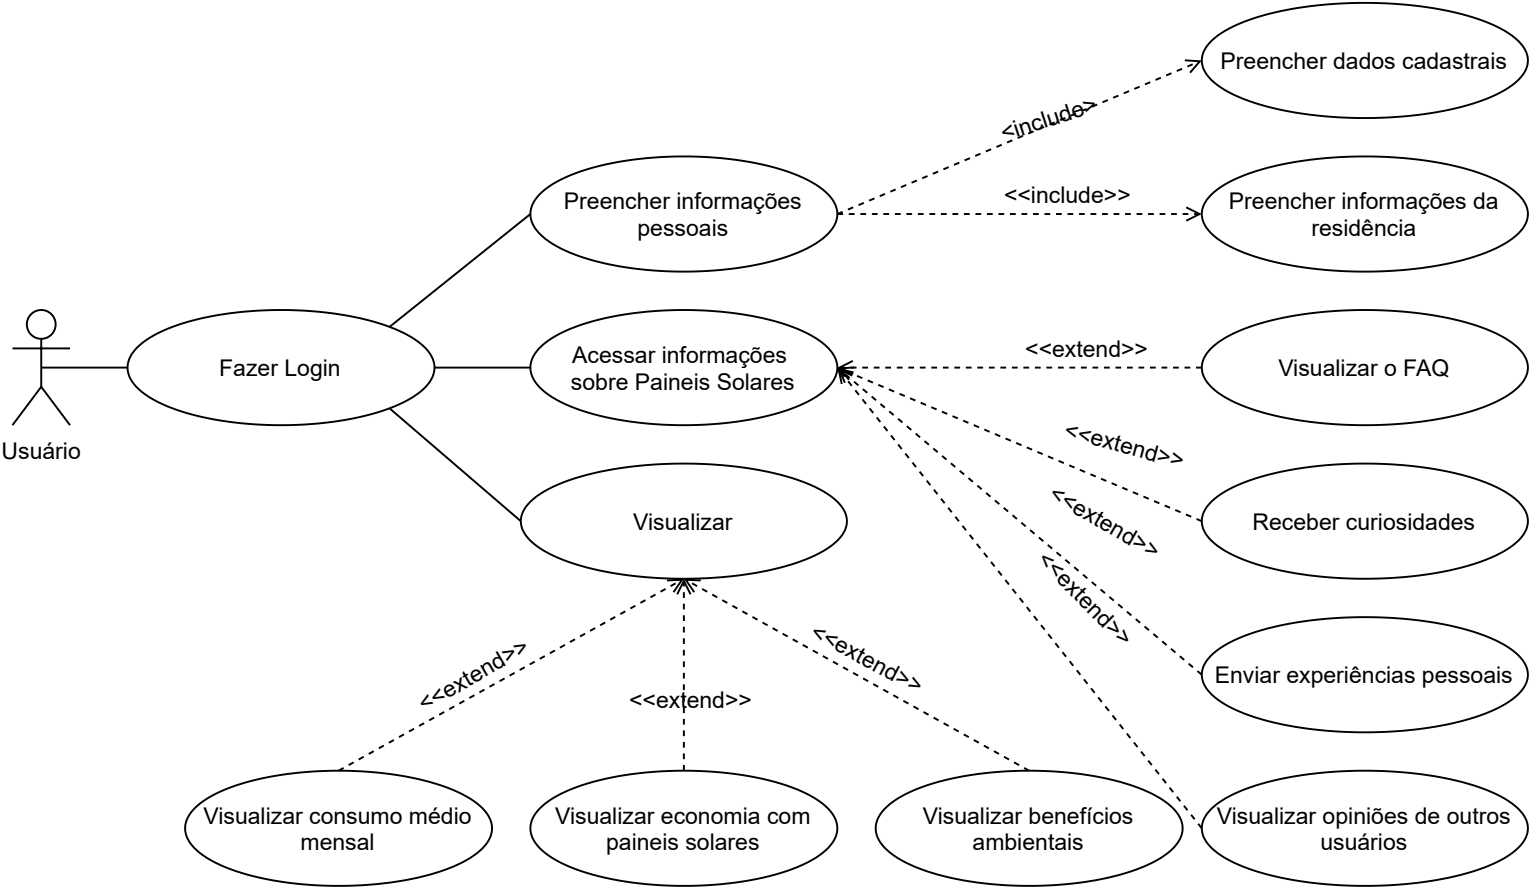 Preencher dados cadastrais
<include>
Preencher informações
pessoais
<<include>>
Preencher informações da
residência
Usuário
Fazer Login
Acessar informações
sobre Paineis Solares
<<extend>>
Visualizar o FAQ
<<extend>>
Receber curiosidades
<<extend>>
Visualizar
<<extend>>
Enviar experiências pessoais
<<extend>>
<<extend>>
<<extend>>
Visualizar consumo médio
mensal
Visualizar economia com
paineis solares
Visualizar benefícios
ambientais
Visualizar opiniões de outros
usuários